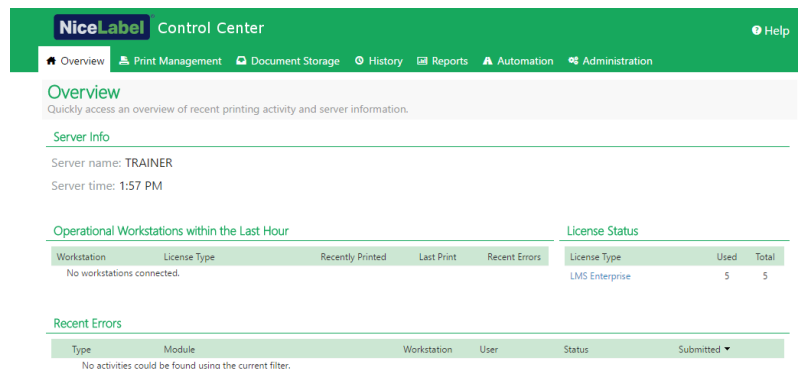 NiceLabel Control Center
Help
Overview Print Management Document Storage History Reports Automation Administration
Overview
Quickly access an overview of recent printing activity and server information.
Server Info
Server name: TRAINER
Server time: 1:57 PM
Operational Workstations within the Last Hour
Workstation License Type Recently Printed Last Print Recent Errors
No workstations connected.
License Status
License Type Used Total
LMS Enterprise 5 5
Recent Errors
Type Module Workstation User Status Submitted
No activities could be found using the current filter.